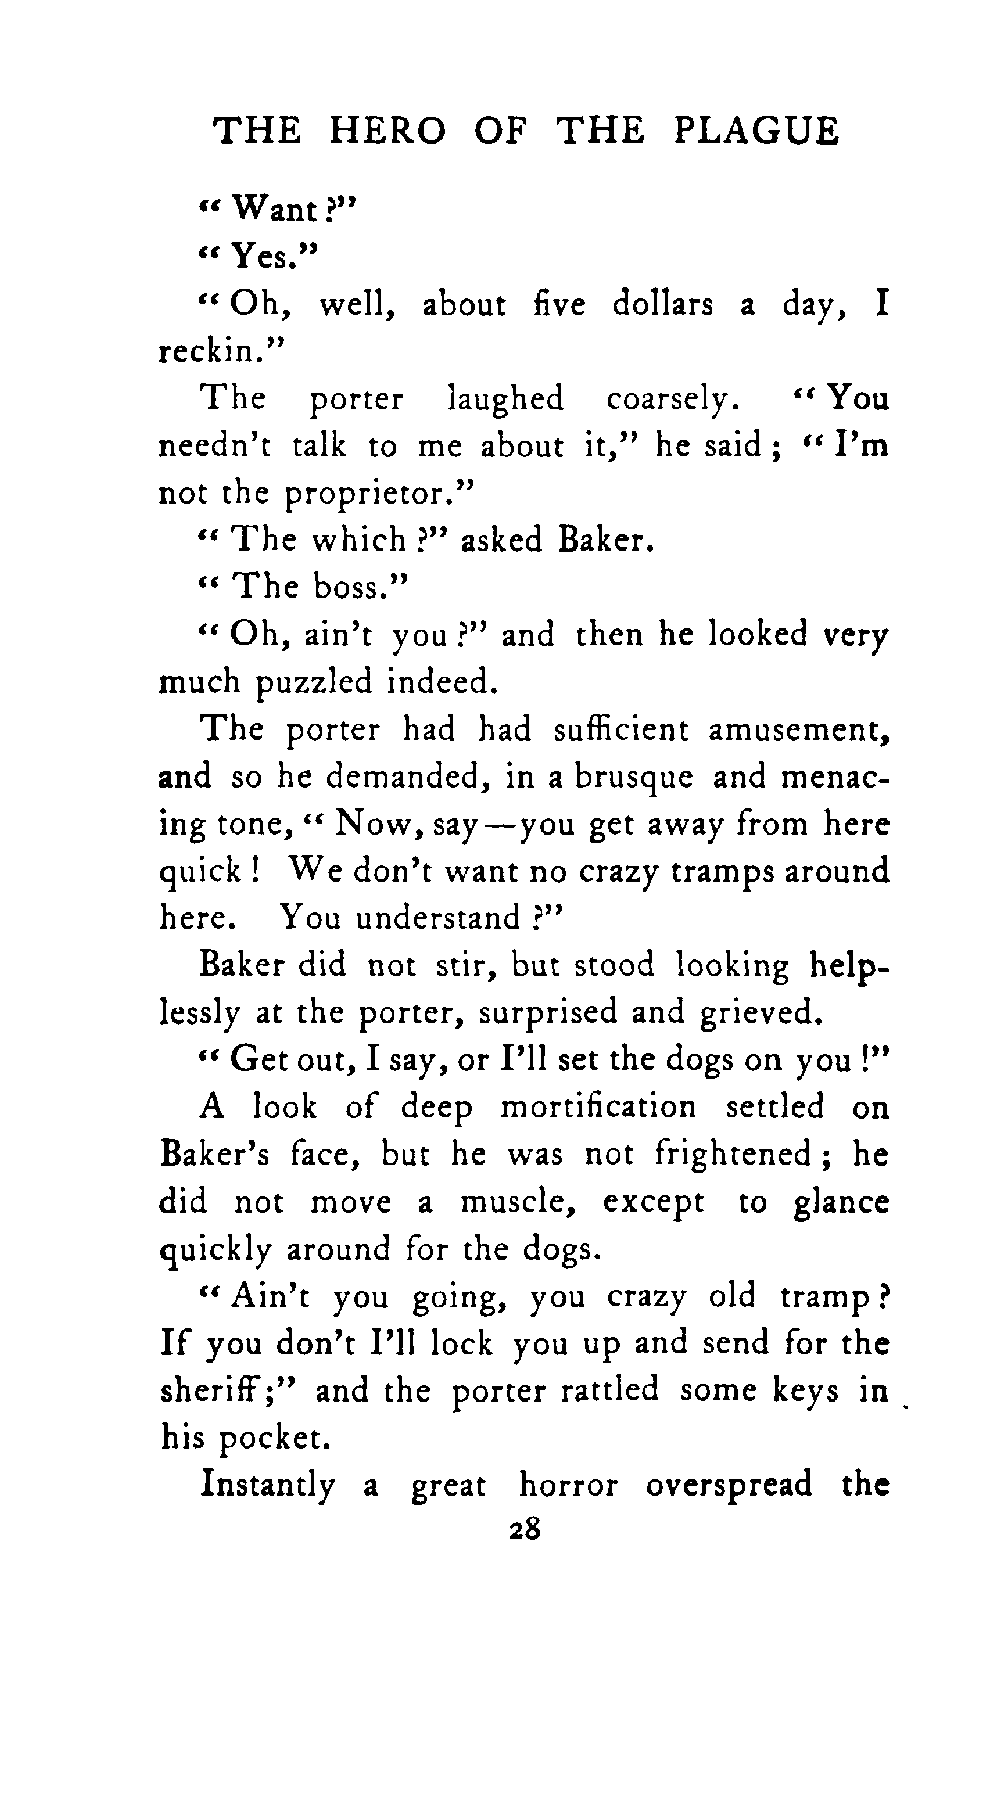 THE HERO OF THE PLAGUE
“ Want ?”
“ Yes.”
“ Oh, well, about five dollars a day, I
reckin.”
The porter laughed coarsely. “ You
needn’t talk to me about it,” he said ; “ I’m
not the proprietor.”
“ The which ?” asked Baker.
“ The boss.”
“ Oh, ain’t you ?” and then he looked very
much puzzled indeed.
The porter had had sufficient amusement,
and so he demanded, in a brusque and menac-
ing tone, “ Now, say—you get away from here
quick ! We don’t want no crazy tramps around
here. You understand ?”
Baker did not stir, but stood looking help-
lessly at the porter, surprised and grieved.
“ Get out, I say, or I’ll set the dogs on you !”
A look of deep mortification settled on
Baker’s face, but he was not frightened ; he
did not move a muscle, except to glance
quickly around for the dogs.
“ Ain’t you going, you crazy old tramp ?
If you don’t I’ll lock you up and send for the
sheriff ;” and the porter rattled some keys in
his pocket.
Instantly a great horror overspread the
28